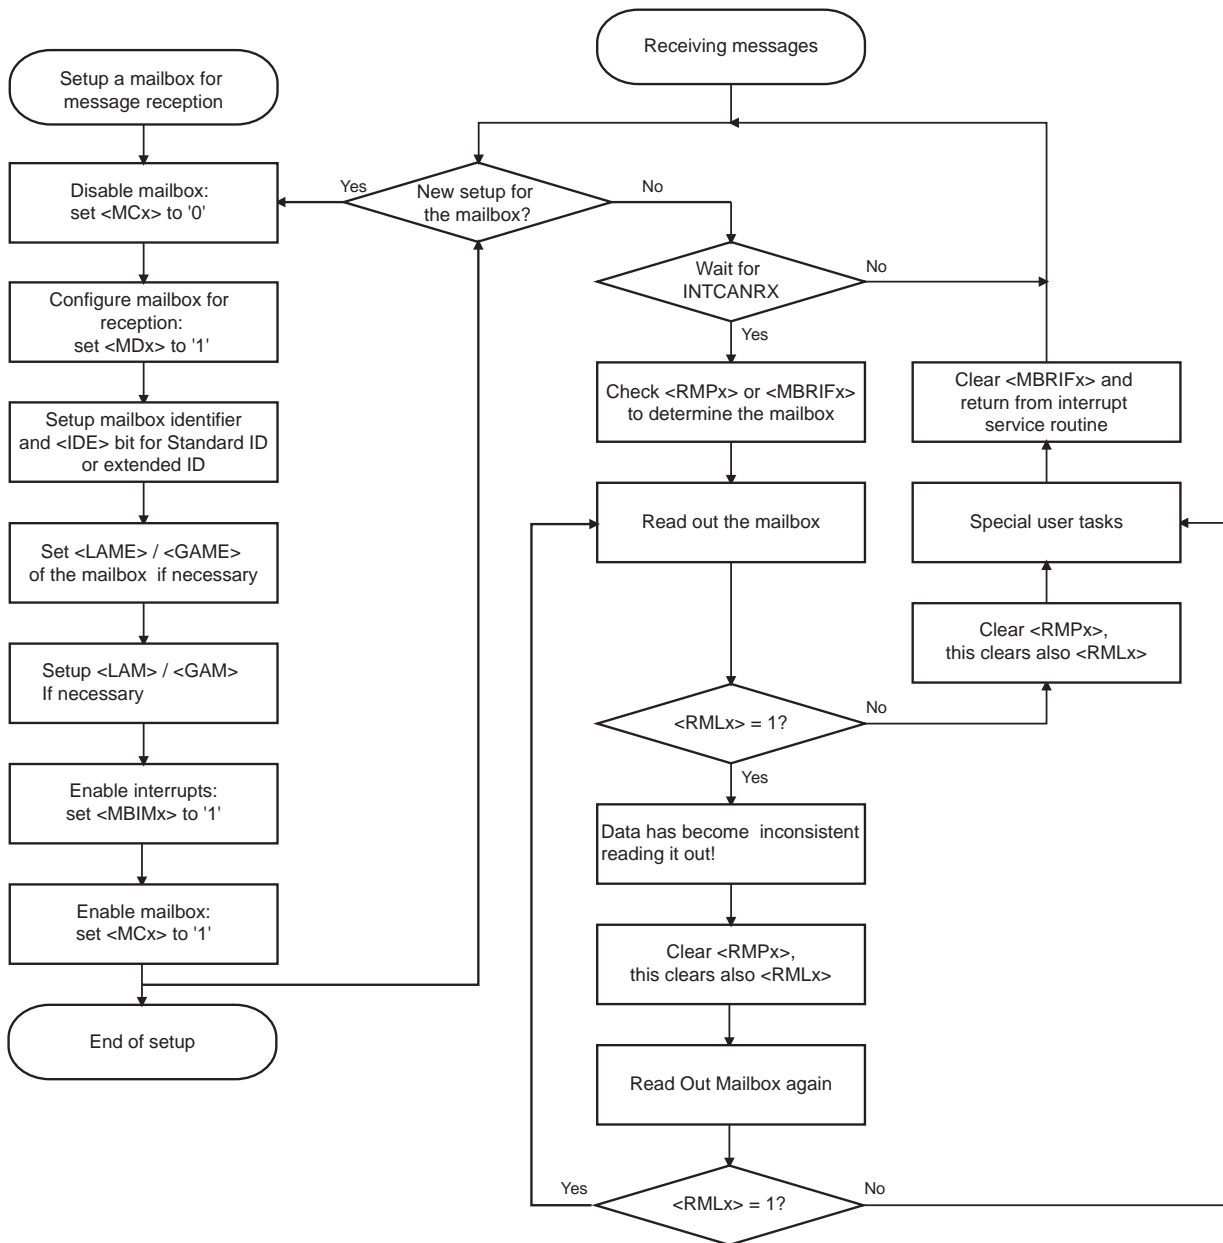 Setup a mailbox for
message reception
Disable mailbox:
set <MCx> to '0'
Configure mailbox for
reception:
set <MDx> to '1'
Setup mailbox identifier
and <IDE> bit for Standard ID
or extended ID
Set <LAME> / <GAME>
of the mailbox if necessary
Setup <LAM> / <GAM>
If necessary
Enable interrupts:
set <MBIMx> to '1'
Enable mailbox:
set <MCx> to '1'
End of setup
Receiving messages
Yes
New setup for
the mailbox?
No
Wait for
INTCANRX
No
Yes
Check <RMPx> or <MBRIFx>
to determine the mailbox
Read out the mailbox
<RMLx> = 1?
No
Yes
Data has become inconsistent
reading it out!
Clear <RMPx>,
this clears also <RMLx>
Read Out Mailbox again
Yes
<RMLx> = 1?
No
Clear <MBRIFx> and
return from interrupt
service routine
Special user tasks
Clear <RMPx>,
this clears also <RMLx>